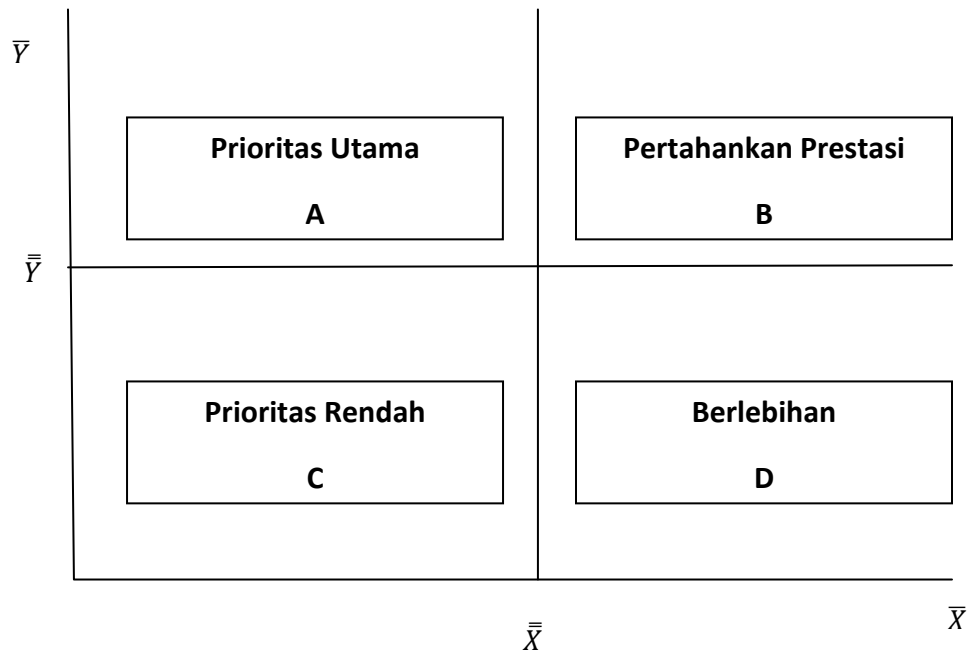 Y̅
Prioritas Utama
A
Pertahankan Prestasi
B
Y̿
Prioritas Rendah
C
Berlebihan
D
X̿
X̅